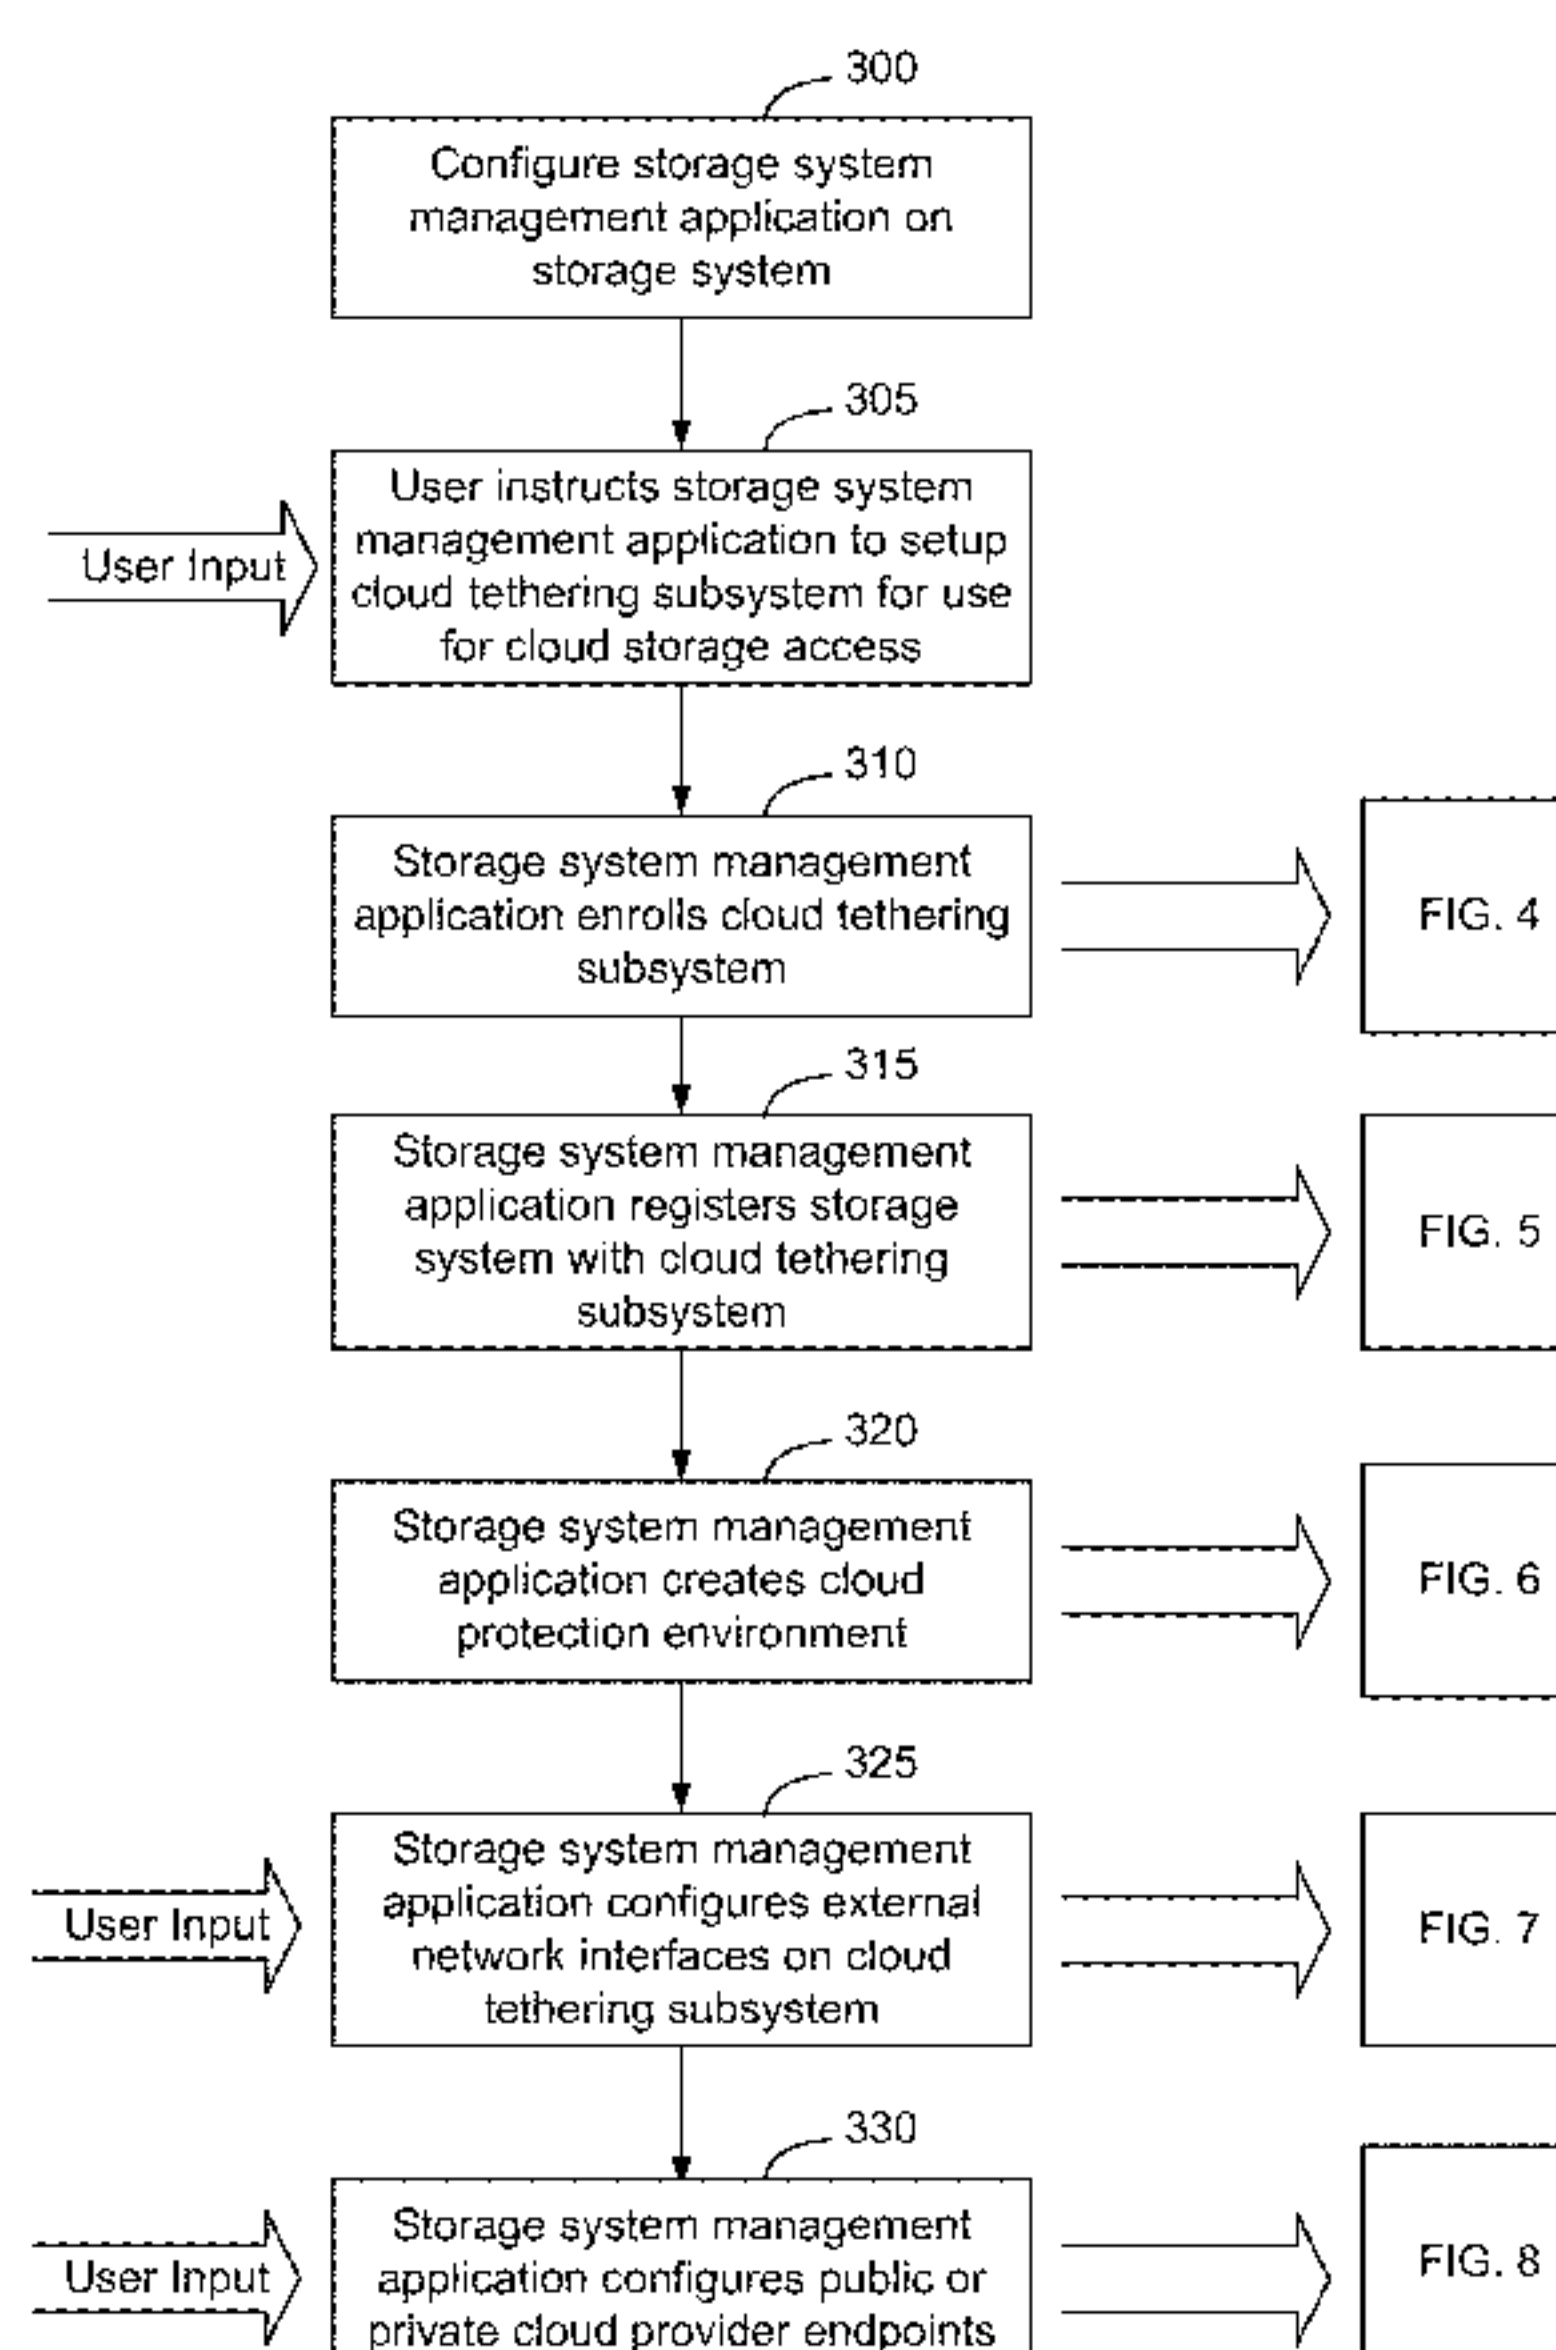 300
Configure storage system
management application on
storage system
305
User instructs storage system
management application to setup
cloud tethering subsystem for use
for cloud storage access
User Input
310
Storage system management
application enrolls cloud tethering
subsystem
FIG. 4
315
Storage system management
application registers storage
system with cloud tethering
subsystem
FIG. 5
320
Storage system management
application creates cloud
protection environment
FIG. 6
325
Storage system management
application configures external
network interfaces on cloud
tethering subsystem
User Input
FIG. 7
330
Storage system management
application configures public or
private cloud provider endpoints
User Input
FIG. 8